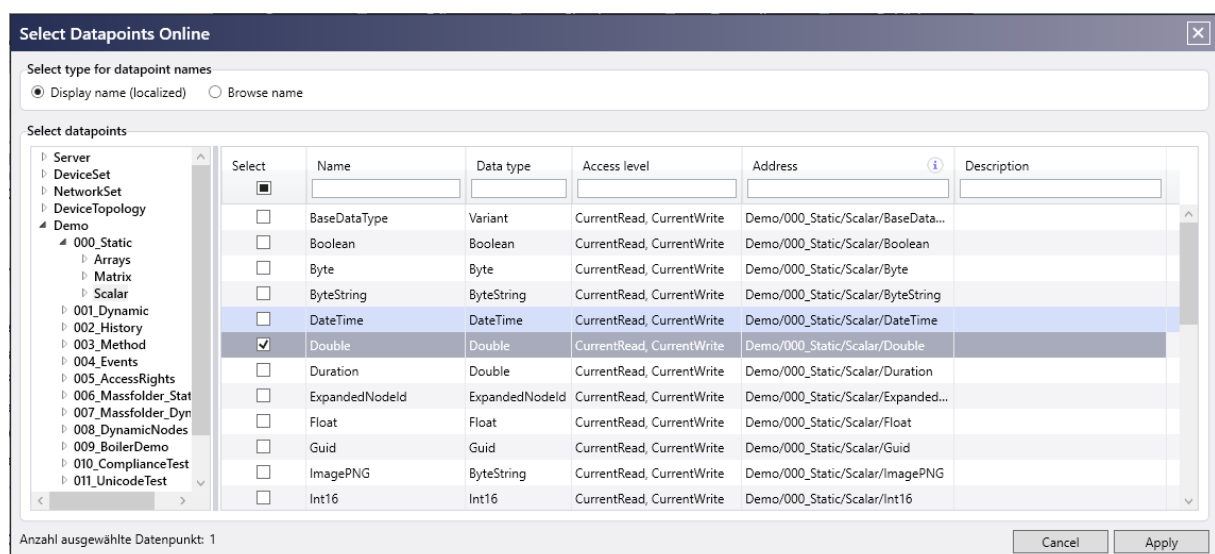 Select Datapoints Online
Select type for datapoint names
Display name (localized) Browse name
Select datapoints
Server
DeviceSet
NetworkSet
DeviceTopology
Demo
000_Static
Arrays
Matrix
Scalar
001_Dynamic
002_History
003_Method
004_Events
005_AccessRights
006_Massfolder_Stat
007_Massfolder_Dyn
008_DynamicNodes
009_BoilerDemo
010_ComplianceTest
011_UnicodeTest
Select Name Data type Access level Address i Description
BaseDataType Variant CurrentRead, CurrentWrite Demo/000_Static/Scalar/BaseData...
Boolean Boolean CurrentRead, CurrentWrite Demo/000_Static/Scalar/Boolean
Byte Byte CurrentRead, CurrentWrite Demo/000_Static/Scalar/Byte
ByteString ByteString CurrentRead, CurrentWrite Demo/000_Static/Scalar/ByteString
DateTime DateTime CurrentRead, CurrentWrite Demo/000_Static/Scalar/DateTime
Double Double CurrentRead, CurrentWrite Demo/000_Static/Scalar/Double
Duration Double CurrentRead, CurrentWrite Demo/000_Static/Scalar/Duration
ExpandedNodeId ExpandedNodeId CurrentRead, CurrentWrite Demo/000_Static/Scalar/Expanded...
Float Float CurrentRead, CurrentWrite Demo/000_Static/Scalar/Float
Guid Guid CurrentRead, CurrentWrite Demo/000_Static/Scalar/Guid
ImagePNG ByteString CurrentRead, CurrentWrite Demo/000_Static/Scalar/ImagePNG
Int16 Int16 CurrentRead, CurrentWrite Demo/000_Static/Scalar/Int16
Anzahl ausgewählte Datenpunkt: 1
Cancel Apply